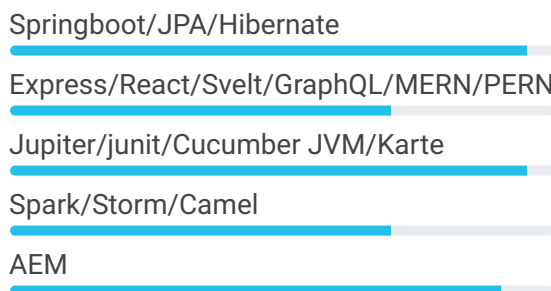 Springboot/JPA/Hibernate
Express/React/Svelt/GraphQL/MERN/PERN
Jupiter/junit/Cucumber JVM/Karte
Spark/Storm/Camel
AEM